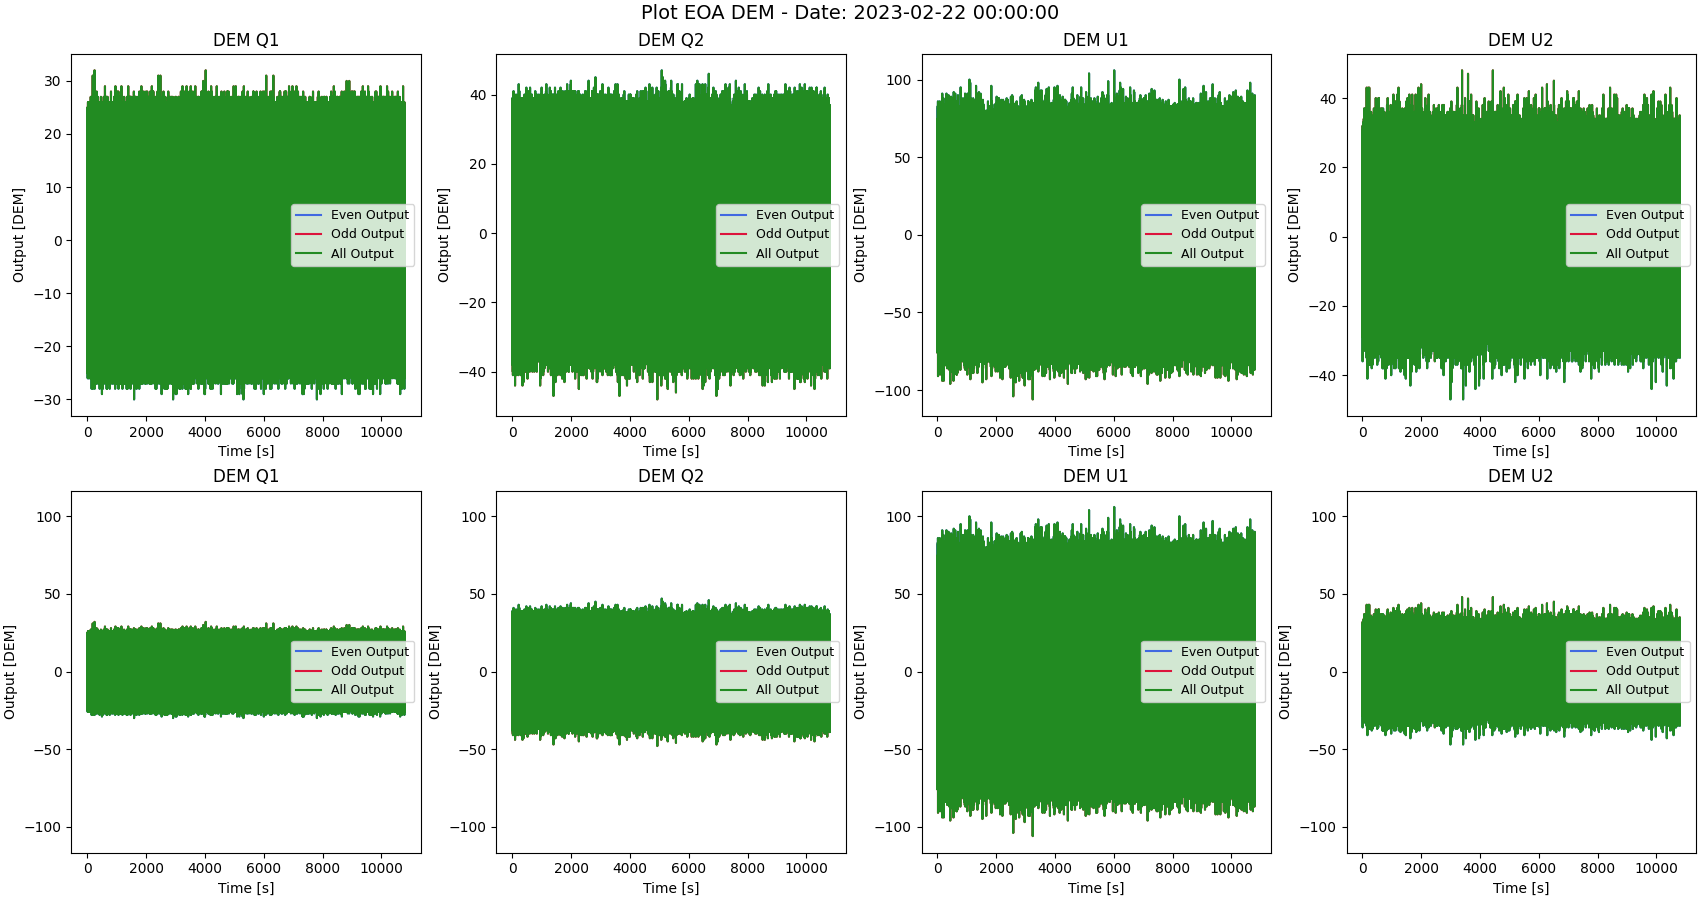 Plot EOA DEM - Date: 2023-02-22 00:00:00
DEM Q1
DEM Q2
DEM U1
DEM U2
Output [DEM]
30
20
10
0
−10
−20
−30
Even Output
Odd Output
All Output
0 2000 4000 6000 8000 10000
Time [s]
Output [DEM]
40
20
0
−20
−40
Even Output
Odd Output
All Output
0 2000 4000 6000 8000 10000
Time [s]
Output [DEM]
100
50
0
−50
−100
Even Output
Odd Output
All Output
0 2000 4000 6000 8000 10000
Time [s]
Output [DEM]
40
20
0
−20
−40
Even Output
Odd Output
All Output
0 2000 4000 6000 8000 10000
Time [s]
DEM Q1
DEM Q2
DEM U1
DEM U2
Output [DEM]
100
50
0
−50
−100
Even Output
Odd Output
All Output
0 2000 4000 6000 8000 10000
Time [s]
Output [DEM]
100
50
0
−50
−100
Even Output
Odd Output
All Output
0 2000 4000 6000 8000 10000
Time [s]
Output [DEM]
100
50
0
−50
−100
Even Output
Odd Output
All Output
0 2000 4000 6000 8000 10000
Time [s]
Output [DEM]
100
50
0
−50
−100
Even Output
Odd Output
All Output
0 2000 4000 6000 8000 10000
Time [s]